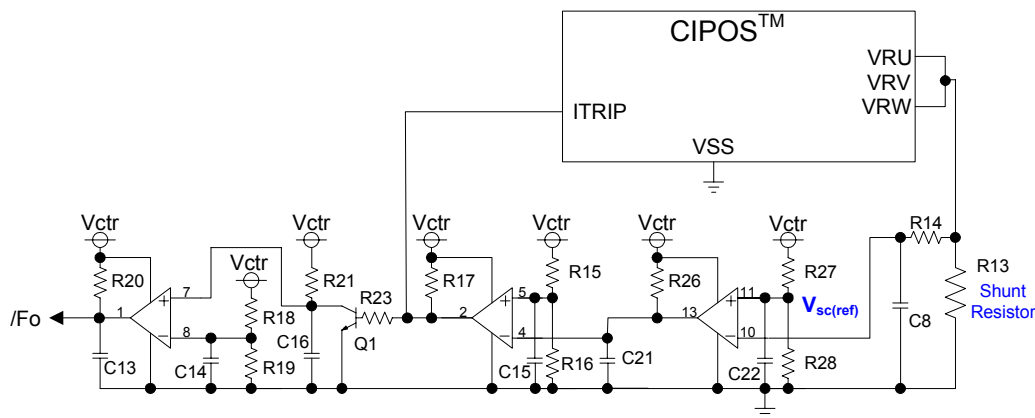 CIPOS™
VRU
VRV
VRW
ITRIP
VSS
R14
Vctr
Vctr
Vctr
Vctr
Vctr
Vctr
Vctr
R20
R21
R17
R15
R26
R27
R13
Shunt
Resistor
7
R18
R23
5
11
Vsc(ref)
/Fo
1
2
13
8
Q1
4
10
C8
C13
C14
R19
C16
C15
R16
C21
C22
R28